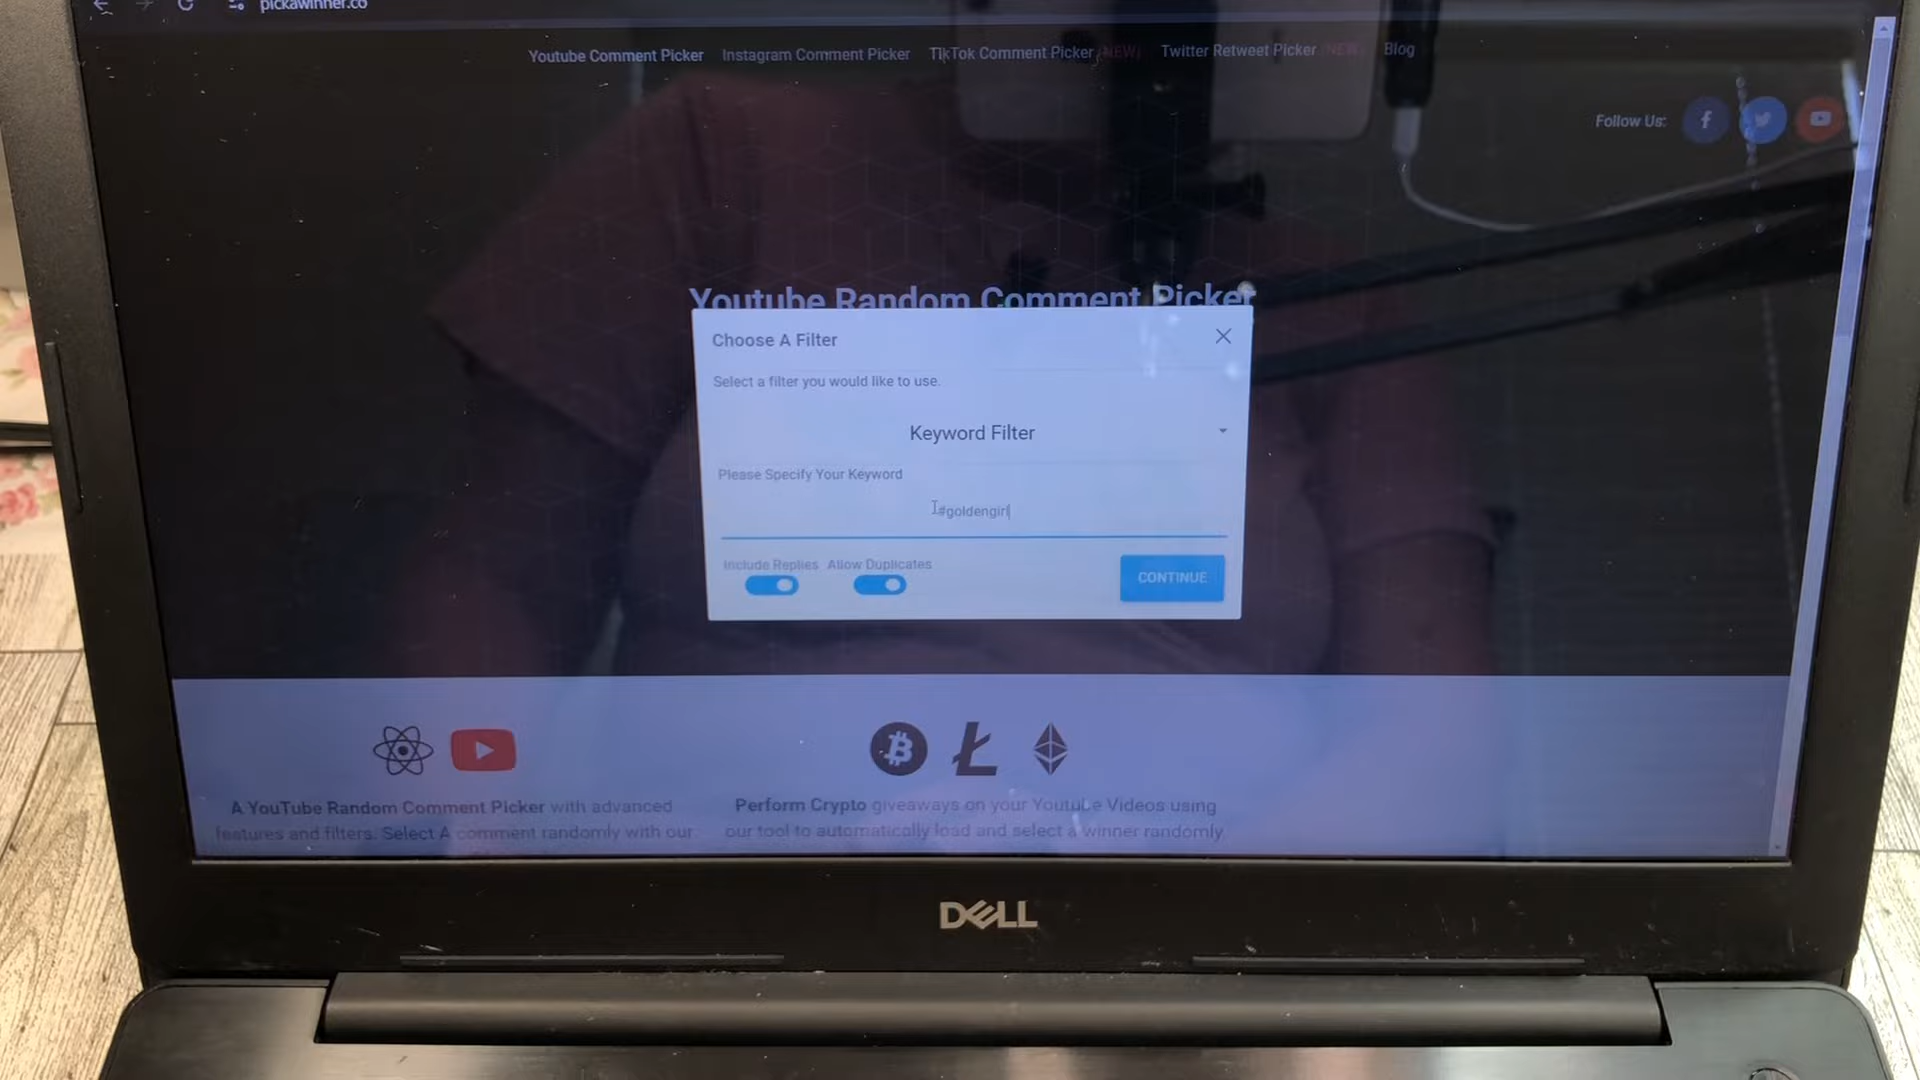 pickawinner.co
Youtube Comment Picker Instagram Comment Picker TikTok Comment Picker (NEW) Twitter Retweet Picker (NEW) Blog
Follow Us:
Youtube Random Comment Picker
Choose A Filter
Select a filter you would like to use.
Keyword Filter
Please Specify Your Keyword
#goldengirl
Include Replies Allow Duplicates
CONTINUE
A YouTube Random Comment Picker with advanced
features and filters. Select A comment randomly with our
Perform Crypto giveaways on your Youtube Videos using
our tool to automatically load and select a winner randomly.
DELL